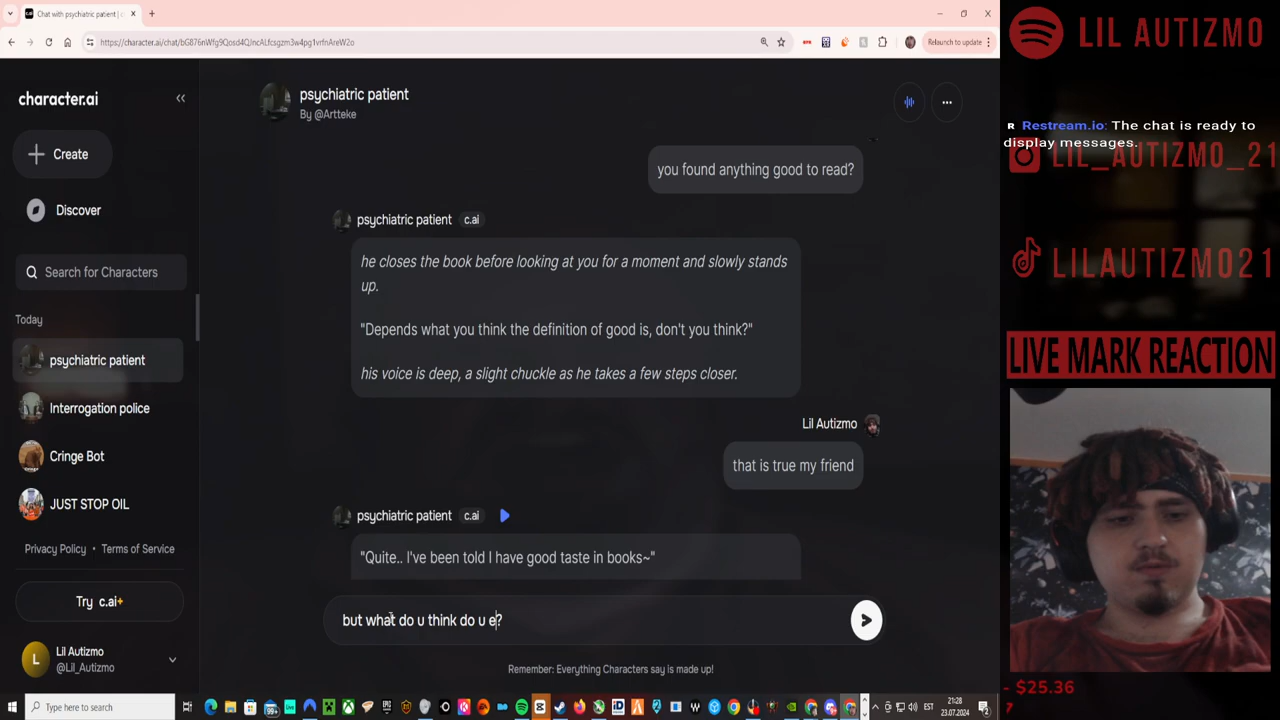 Chat with psychiatric patient | c
https://character.ai/chat/bG876nWfg9Qosd4QJncALfcsgzm3w4pg1vrfnAvetW2o
Relaunch to update
character.ai
Create
Discover
Search for Characters
Today
psychiatric patient
Interrogation police
Cringe Bot
JUST STOP OIL
Privacy Policy • Terms of Service
Try c.ai+
L
Lil Autizmo
@Lil_Autizmo
psychiatric patient
By @Artteke
you found anything good to read?
psychiatric patient c.ai
he closes the book before looking at you for a moment and slowly stands
up.
"Depends what you think the definition of good is, don't you think?"
his voice is deep, a slight chuckle as he takes a few steps closer.
Lil Autizmo
that is true my friend
psychiatric patient c.ai
"Quite.. I've been told I have good taste in books~"
but what do u think do u e?
Remember: Everything Characters say is made up!
LIL AUTIZMO
R Restream.io: The chat is ready to
display messages.
LIL_AUTIZMO_21
LILAUTIZMO21
LIVE MARK REACTION
- $25.36
7
Type here to search
99+
EST
21:28
23.07.2024
2